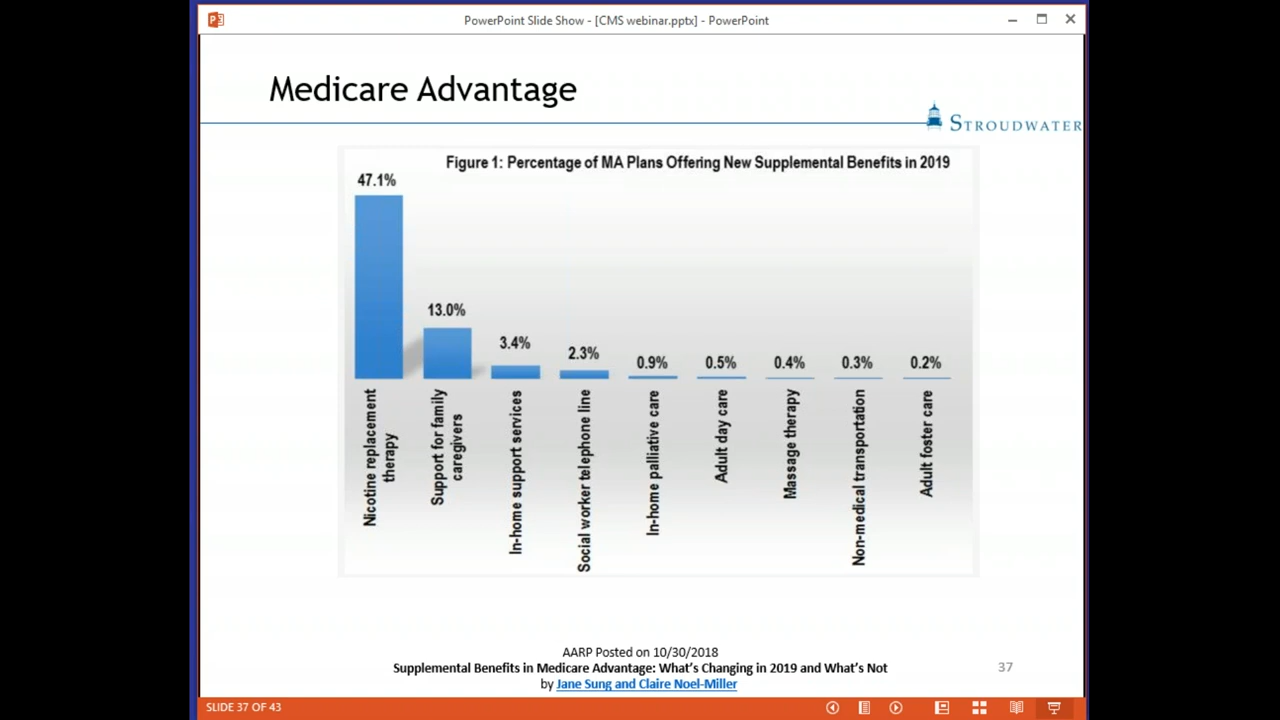 PowerPoint Slide Show - [CMS webinar.pptx] - PowerPoint
Medicare Advantage
STROUDWATER
Figure 1: Percentage of MA Plans Offering New Supplemental Benefits in 2019
47.1%
13.0%
3.4%
2.3%
0.9%
0.5%
0.4%
0.3%
0.2%
Nicotine replacement
therapy
Support for family
caregivers
In-home support services
Social worker telephone line
In-home palliative care
Adult day care
Massage therapy
Non-medical transportation
Adult foster care
AARP Posted on 10/30/2018
Supplemental Benefits in Medicare Advantage: What's Changing in 2019 and What's Not
by Jane Sung and Claire Noel-Miller
37
SLIDE 37 OF 43